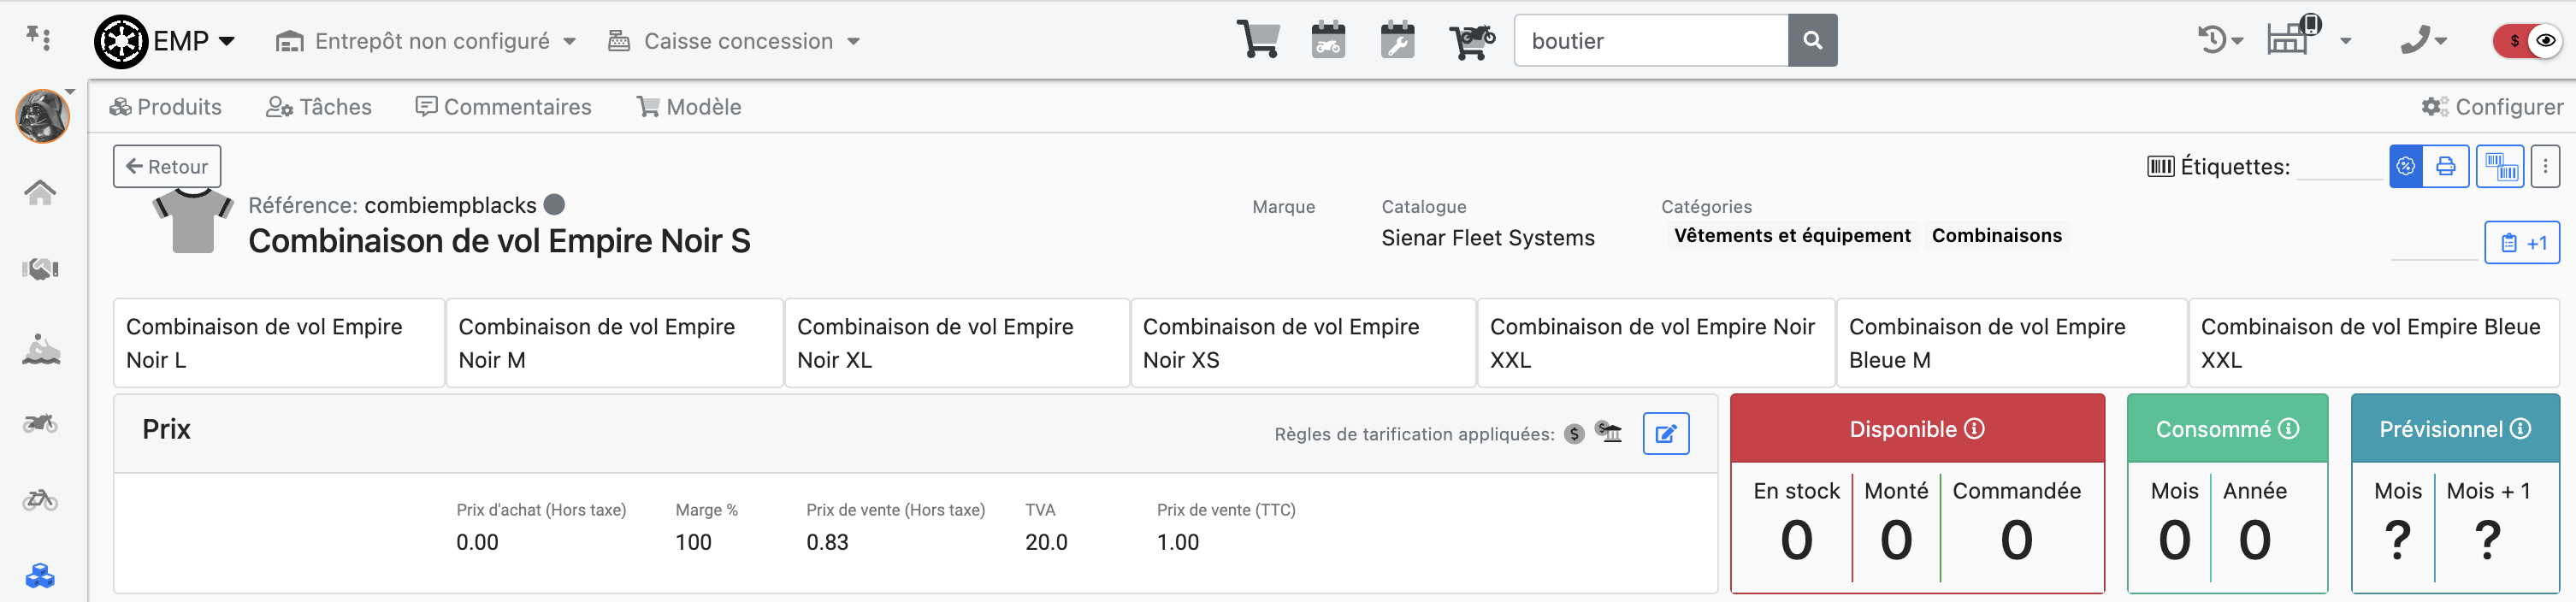 EMP
Entrepôt non configuré
Caisse concession
boutier
$
Produits
Tâches
Commentaires
Modèle
Configurer
Retour
Étiquettes:
Référence: combiempblacks
Combinaison de vol Empire Noir S
Marque
Catalogue
Sienar Fleet Systems
Catégories
Vêtements et équipement
Combinaisons
+1
Combinaison de vol Empire
Noir L
Combinaison de vol Empire
Noir M
Combinaison de vol Empire
Noir XL
Combinaison de vol Empire
Noir XS
Combinaison de vol Empire Noir
XXL
Combinaison de vol Empire
Bleue M
Combinaison de vol Empire Bleue
XXL
Prix
Règles de tarification appliquées:
Prix d'achat (Hors taxe)
0.00
Marge %
100
Prix de vente (Hors taxe)
0.83
TVA
20.0
Prix de vente (TTC)
1.00
Disponible
En stock
0
Monté
0
Commandée
0
Consommé
Mois
0
Année
0
Prévisionnel
Mois
?
Mois + 1
?